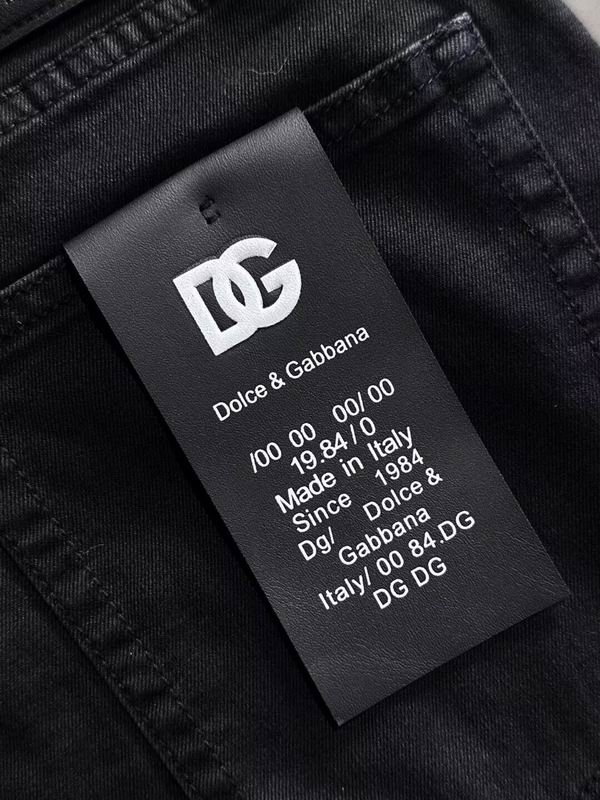 DG
Dolce & Gabbana
/00 00 00/00
19.84/0
Made in Italy
Since 1984
Dg/ Dolce &
Gabbana
Italy/ 00 84.DG
DG DG